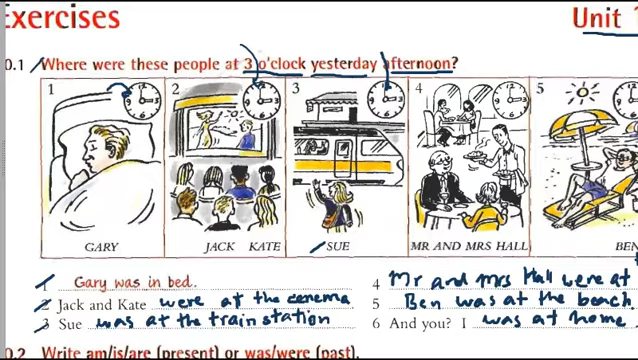 Exercises
Unit 1
0.1 Where were these people at 3 o'clock yesterday afternoon?
1 2 3 4 5
GARY JACK KATE SUE MR AND MRS HALL BEN
1 Gary was in bed.
2 Jack and Kate were at the cenema
3 Sue was at the train station
4 Mr and mrs Hall were at
5 Ben was at the beach
6 And you? I was at home.
0.2 Write am/is/are (present) or was/were (past).